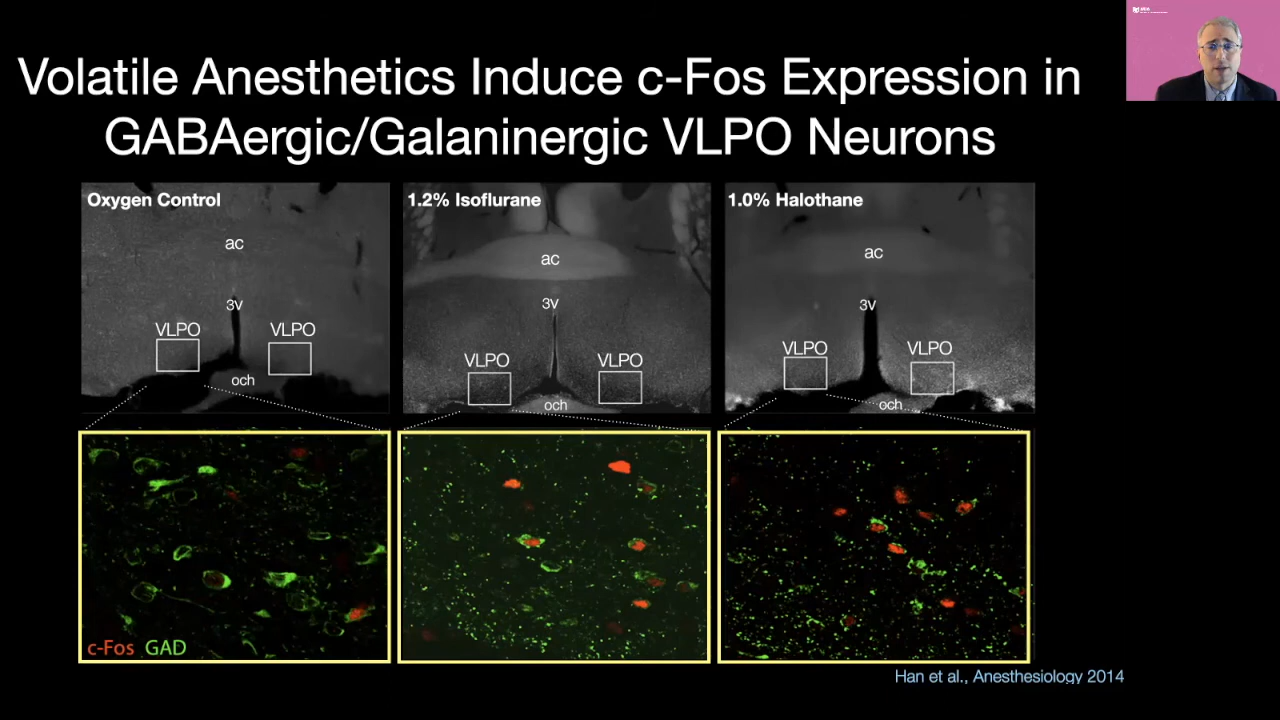 Volatile Anesthetics Induce c-Fos Expression in
GABAergic/Galaninergic VLPO Neurons
Oxygen Control
ac
3v
VLPO
VLPO
och
1.2% Isoflurane
ac
3v
VLPO
VLPO
och
1.0% Halothane
ac
3v
VLPO
VLPO
och
c-Fos GAD
Han et al., Anesthesiology 2014